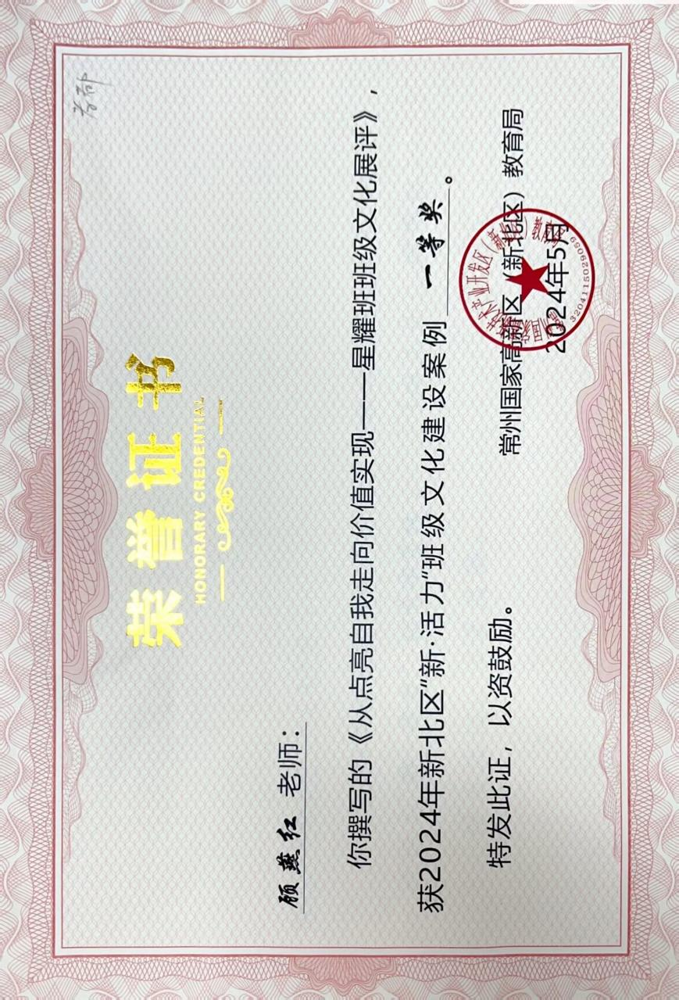 荣誉证书
HONORARY CREDENTIAL
顾燕红 老师：
你撰写的《从点亮自我走向价值实现——星耀班班级文化展评》，
获2024年新北区“新·活力”班级文化建设案例 一等奖。
特发此证，以资鼓励。
常州国家高新区（新北区）教育局
2024年5月
3204115029059